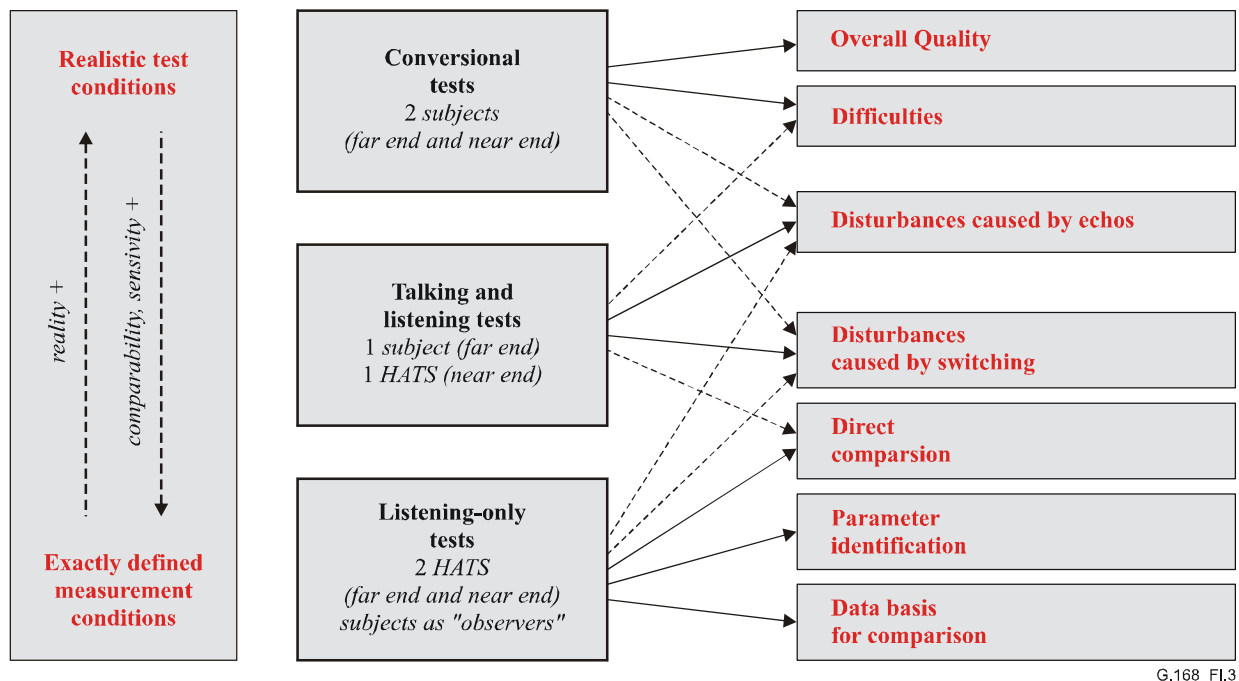 Realistic test
conditions
reality +
comparability, sensivity +
Exactly defined
measurement
conditions
Conversional
tests
2 subjects
(far end and near end)
Talking and
listening tests
1 subject (far end)
1 HATS (near end)
Listening-only
tests
2 HATS
(far end and near end)
subjects as "observers"
Overall Quality
Difficulties
Disturbances caused by echos
Disturbances
caused by switching
Direct
comparsion
Parameter
identification
Data basis
for comparison
G.168_FI.3